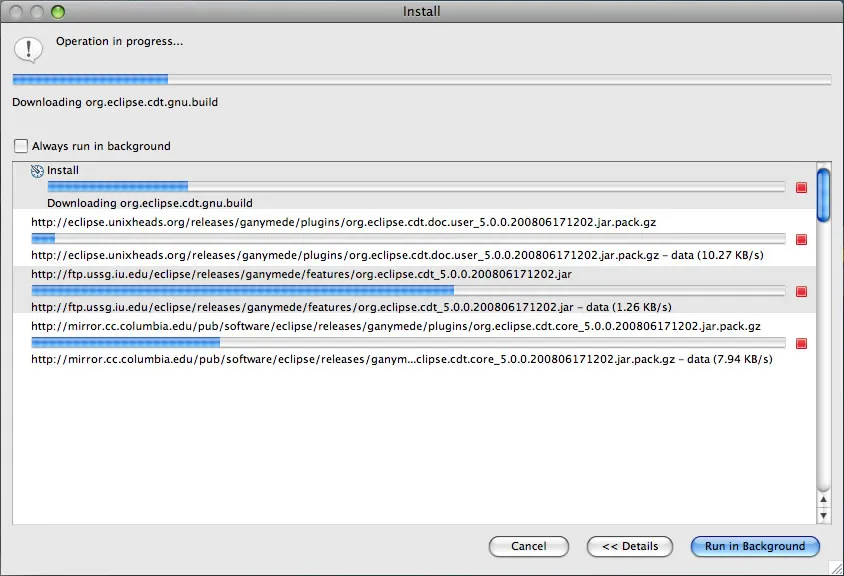 Install
Operation in progress...
Downloading org.eclipse.cdt.gnu.build
Always run in background
Install
Downloading org.eclipse.cdt.gnu.build
http://eclipse.unixheads.org/releases/ganymede/plugins/org.eclipse.cdt.doc.user_5.0.0.200806171202.jar.pack.gz
http://eclipse.unixheads.org/releases/ganymede/plugins/org.eclipse.cdt.doc.user_5.0.0.200806171202.jar.pack.gz - data (10.27 KB/s)
http://ftp.ussg.iu.edu/eclipse/releases/ganymede/features/org.eclipse.cdt_5.0.0.200806171202.jar
http://ftp.ussg.iu.edu/eclipse/releases/ganymede/features/org.eclipse.cdt_5.0.0.200806171202.jar - data (1.26 KB/s)
http://mirror.cc.columbia.edu/pub/software/eclipse/releases/ganymede/plugins/org.eclipse.cdt.core_5.0.0.200806171202.jar.pack.gz
http://mirror.cc.columbia.edu/pub/software/eclipse/releases/ganym...clipse.cdt.core_5.0.0.200806171202.jar.pack.gz - data (7.94 KB/s)
Cancel
<< Details
Run in Background